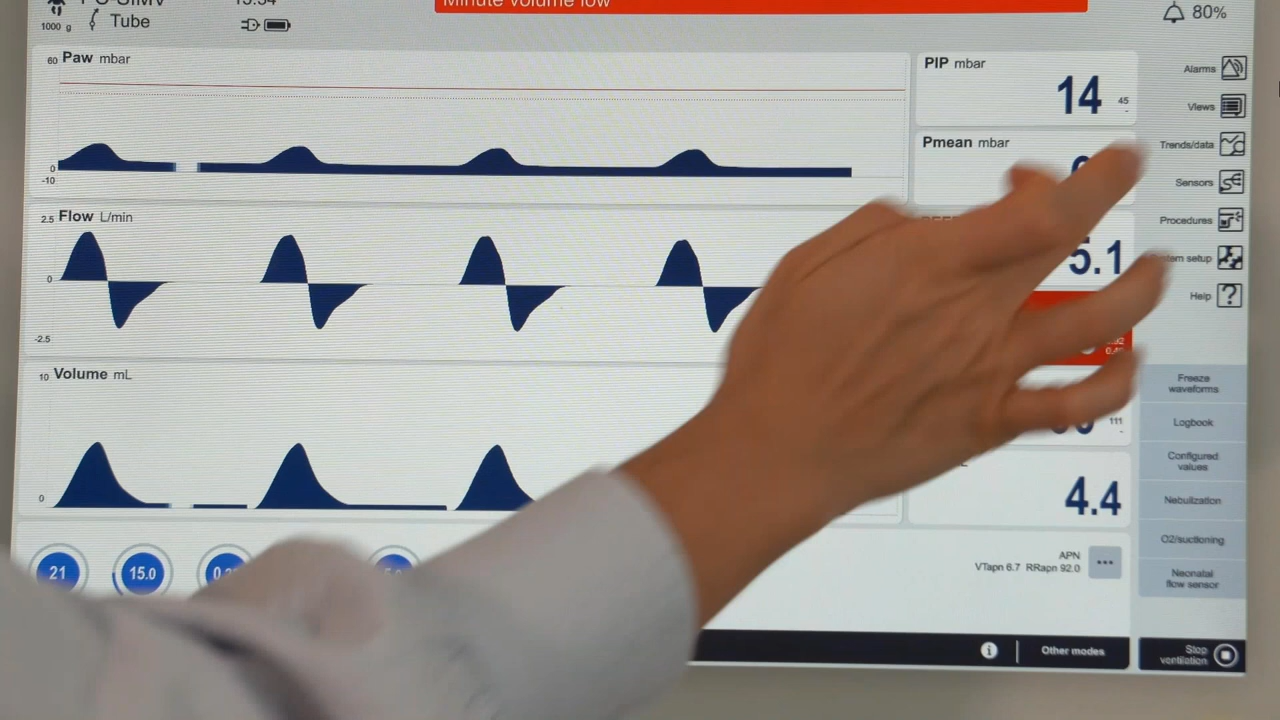 Minute volume low
1000 g
Tube
80%
60 Paw mbar
0
-10
PIP mbar
14
45
-
Alarms
Views
Pmean mbar
Trends/data
Sensors
2.5 Flow L/min
0
-2.5
Procedures
5.1
setup
Help
10 Volume mL
0
111
-
Freeze
waveforms
Logbook
Configured
values
4.4
Nebulization
O2/suctioning
Neonatal
flow sensor
21
15.0
APN
VTapn 6.7 RRapn 92.0
•••
i
Other modes
Stop
ventilation